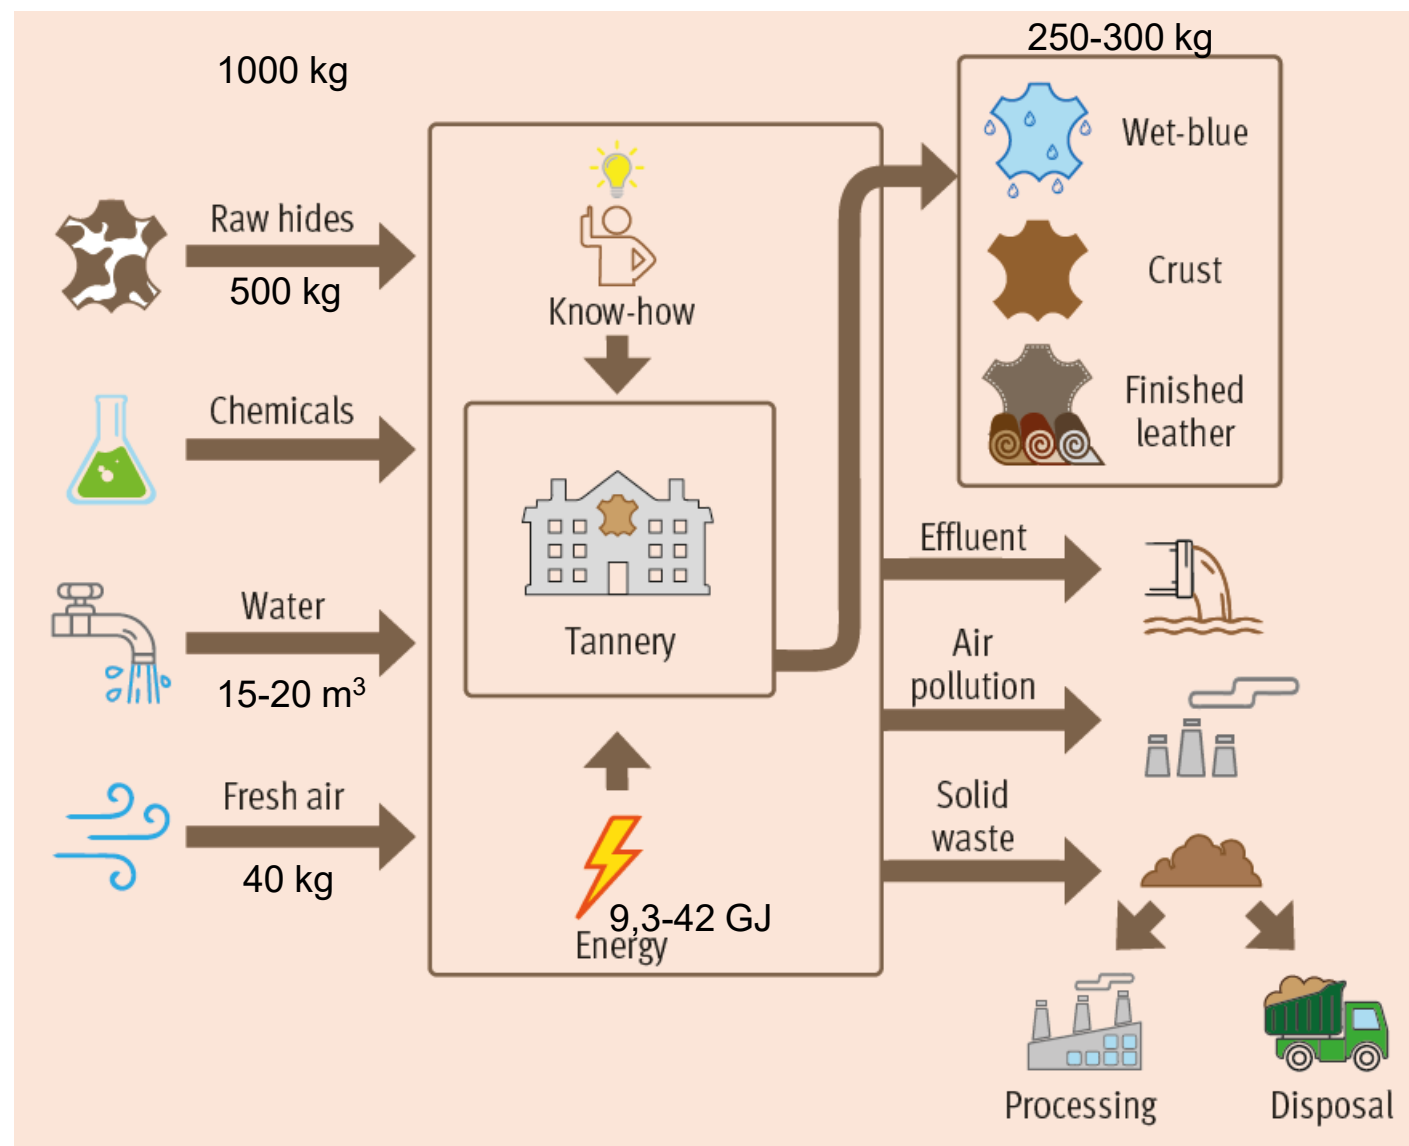 1000 kg
250-300 kg
Raw hides
500 kg
Chemicals
Water
15-20 m³
Fresh air
40 kg
Know-how
Tannery
9,3-42 GJ
Energy
Wet-blue
Crust
Finished
leather
Effluent
Air
pollution
Solid
waste
Processing
Disposal